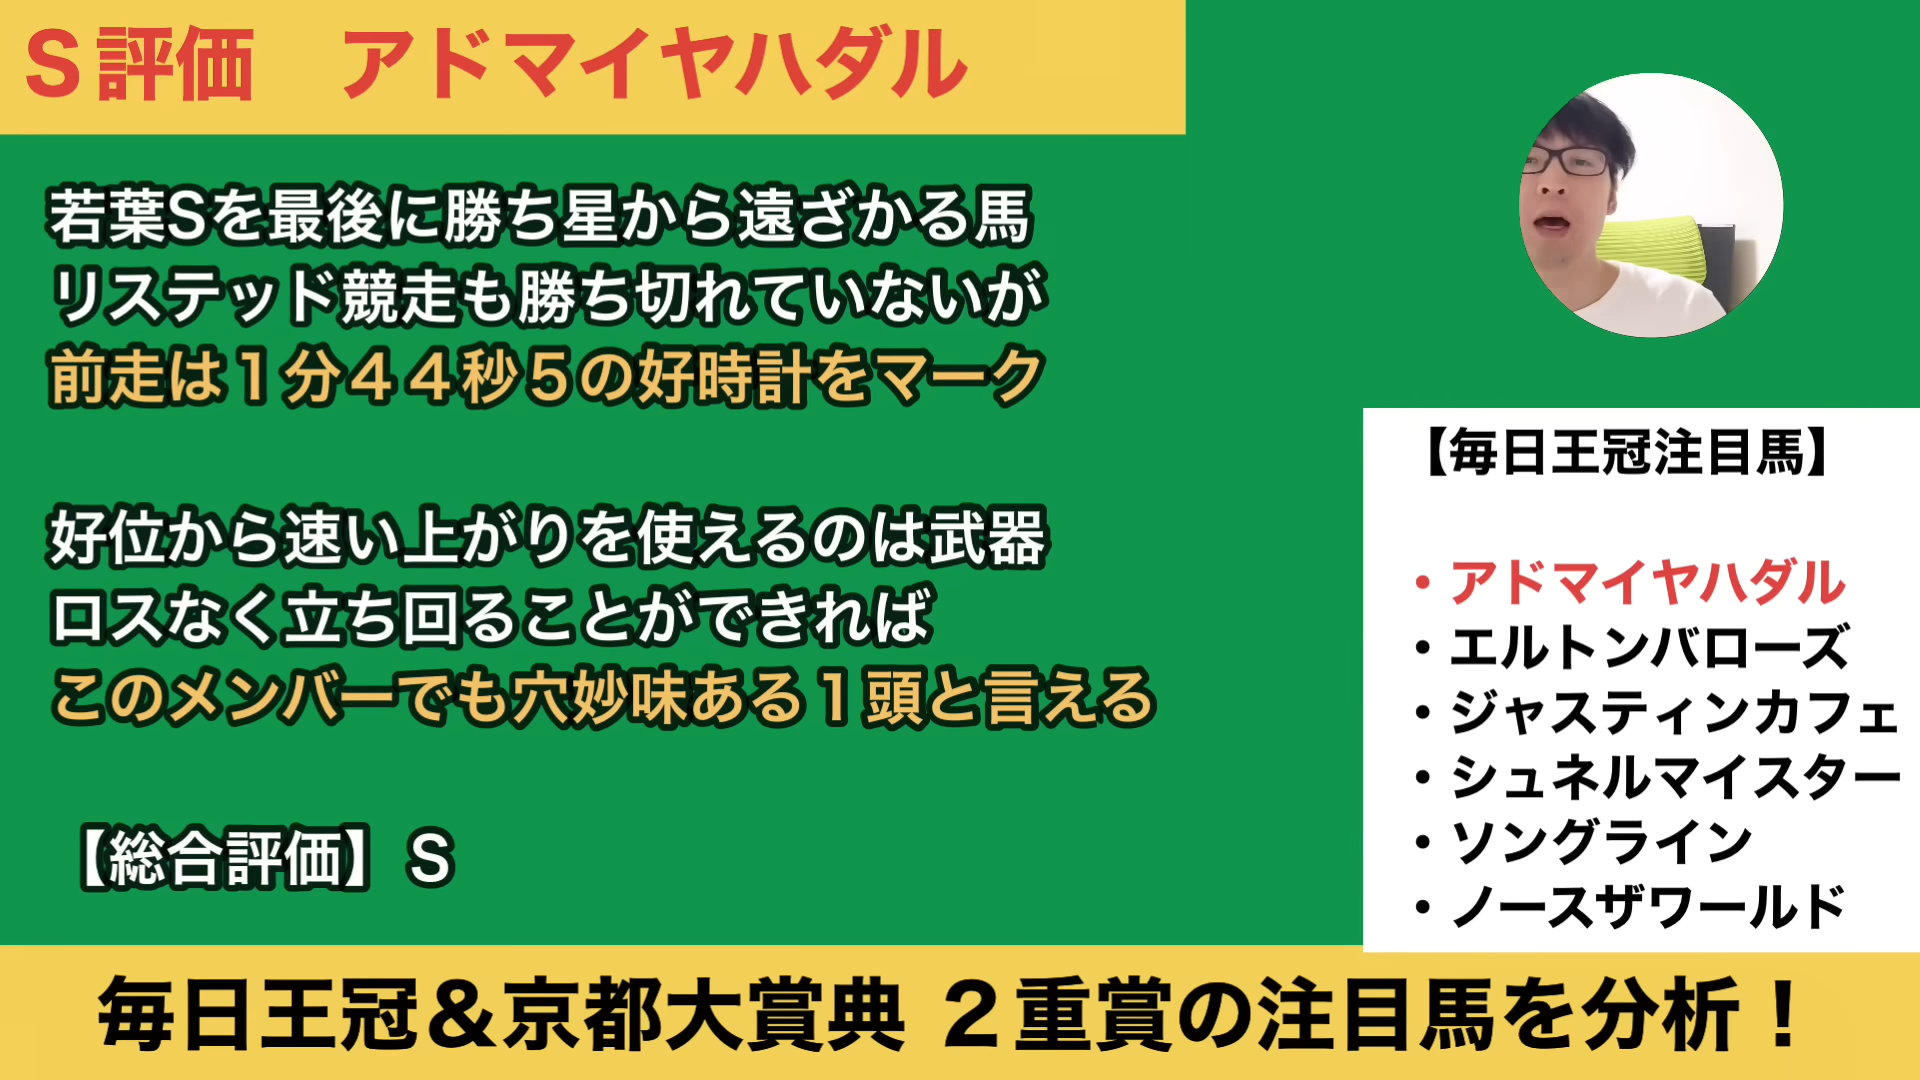 S評価　アドマイヤハダル
若葉Sを最後に勝ち星から遠ざかる馬
リステッド競走も勝ち切れていないが
前走は１分４４秒５の好時計をマーク
好位から速い上がりを使えるのは武器
ロスなく立ち回ることができれば
このメンバーでも穴妙味ある１頭と言える
【総合評価】S
【毎日王冠注目馬】
・アドマイヤハダル
・エルトンバローズ
・ジャスティンカフェ
・シュネルマイスター
・ソングライン
・ノースザワールド
毎日王冠＆京都大賞典 ２重賞の注目馬を分析！